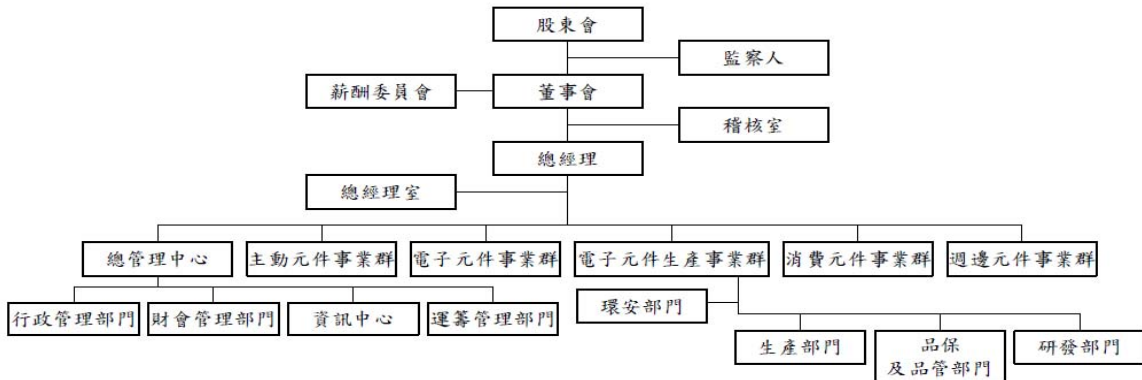 股東會
監察人
薪酬委員會
董事會
稽核室
總經理
總經理室
總管理中心
主動元件事業群
電子元件事業群
電子元件生產事業群
消費元件事業群
週邊元件事業群
行政管理部門
財會管理部門
資訊中心
運籌管理部門
環安部門
生產部門
品保
及品管部門
研發部門